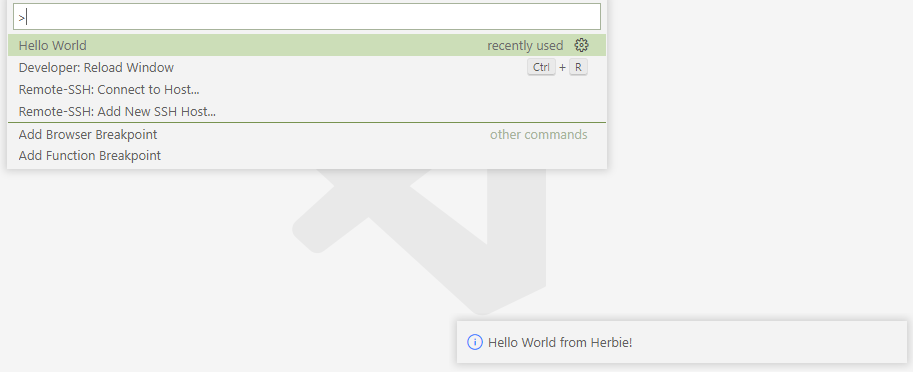 >
Hello World recently used
Developer: Reload Window Ctrl + R
Remote-SSH: Connect to Host...
Remote-SSH: Add New SSH Host...
Add Browser Breakpoint other commands
Add Function Breakpoint
Hello World from Herbie!